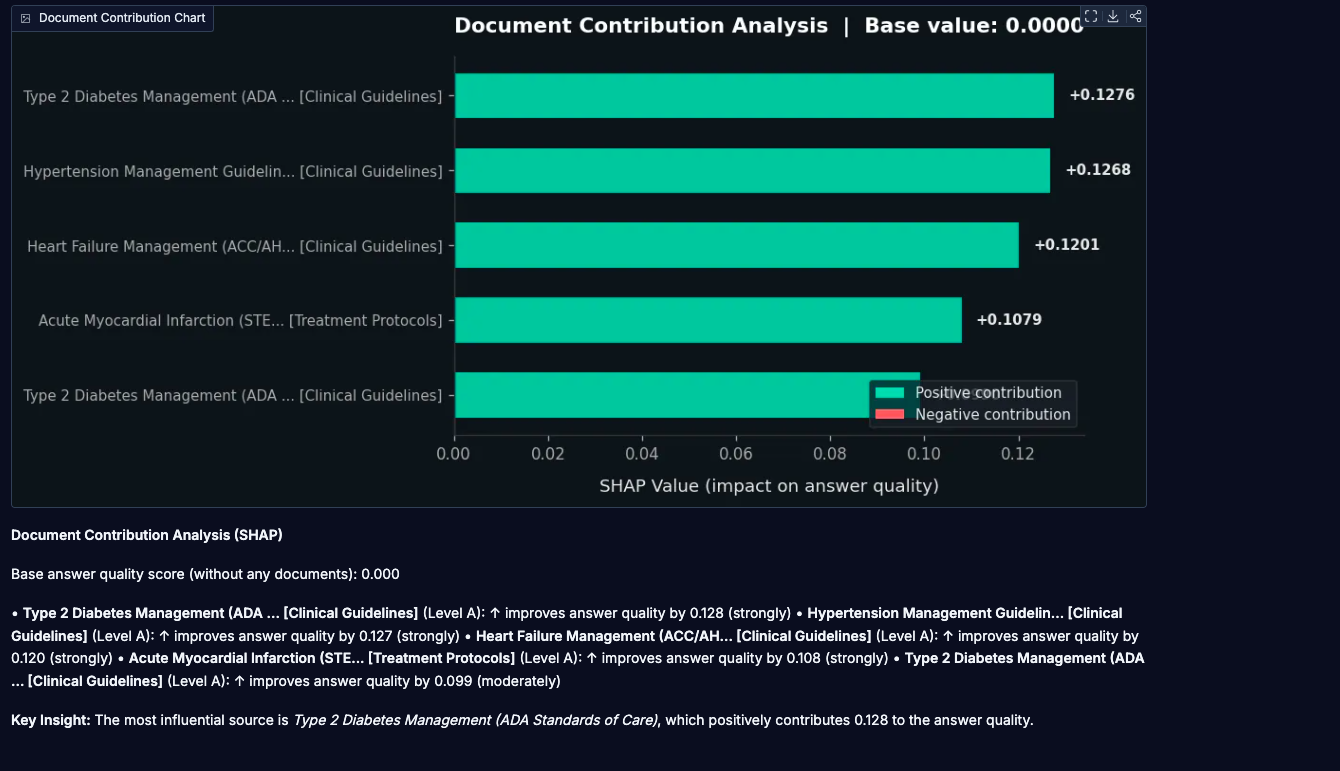 Document Contribution Chart
Document Contribution Analysis | Base value: 0.0000
Type 2 Diabetes Management (ADA ... [Clinical Guidelines]
+0.1276
Hypertension Management Guidelin... [Clinical Guidelines]
+0.1268
Heart Failure Management (ACC/AH... [Clinical Guidelines]
+0.1201
Acute Myocardial Infarction (STE... [Treatment Protocols]
+0.1079
Type 2 Diabetes Management (ADA ... [Clinical Guidelines]
Positive contribution
Negative contribution
0.00 0.02 0.04 0.06 0.08 0.10 0.12
SHAP Value (impact on answer quality)
Document Contribution Analysis (SHAP)
Base answer quality score (without any documents): 0.000
• Type 2 Diabetes Management (ADA ... [Clinical Guidelines] (Level A): ↑ improves answer quality by 0.128 (strongly) • Hypertension Management Guidelin... [Clinical
Guidelines] (Level A): ↑ improves answer quality by 0.127 (strongly) • Heart Failure Management (ACC/AH... [Clinical Guidelines] (Level A): ↑ improves answer quality by
0.120 (strongly) • Acute Myocardial Infarction (STE... [Treatment Protocols] (Level A): ↑ improves answer quality by 0.108 (strongly) • Type 2 Diabetes Management (ADA
... [Clinical Guidelines] (Level A): ↑ improves answer quality by 0.099 (moderately)
Key Insight: The most influential source is Type 2 Diabetes Management (ADA Standards of Care), which positively contributes 0.128 to the answer quality.